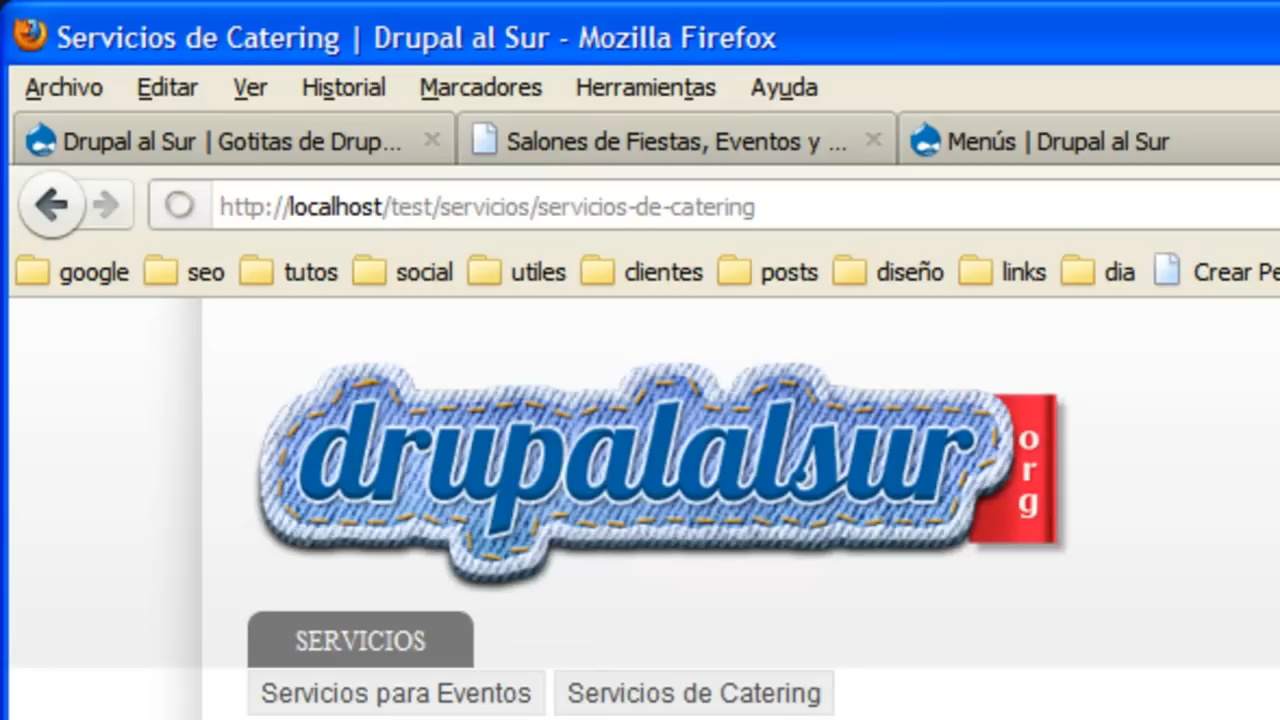 Servicios de Catering | Drupal al Sur - Mozilla Firefox
Archivo Editar Ver Historial Marcadores Herramientas Ayuda
Drupal al Sur | Gotitas de Drup... Salones de Fiestas, Eventos y ... Menús | Drupal al Sur
http://localhost/test/servicios/servicios-de-catering
google seo tutos social utiles clientes posts diseño links dia Crear Pe
drupalalsur org
SERVICIOS
Servicios para Eventos Servicios de Catering